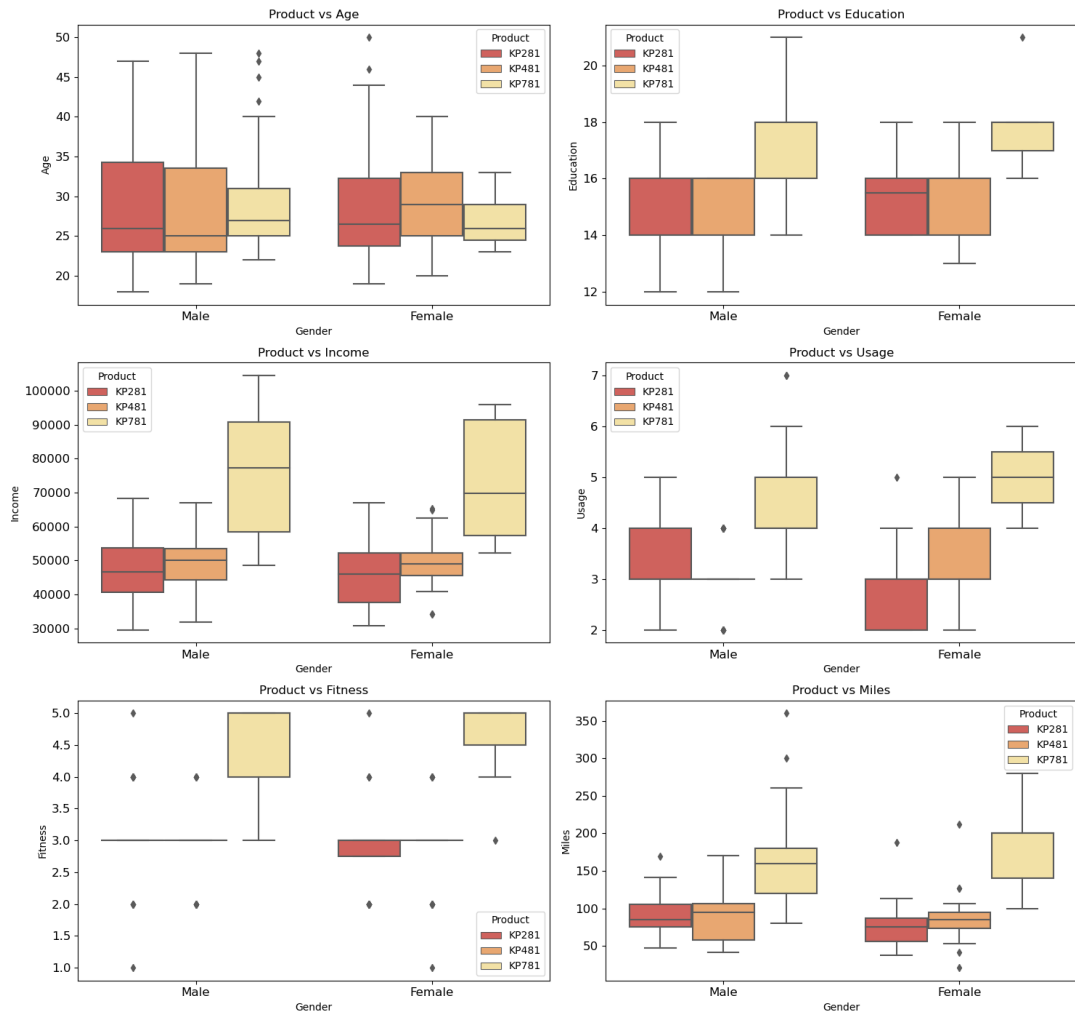 Product vs Age
Age
50
45
40
35
30
25
20
Product
KP281
KP481
KP781
Male
Female
Gender
Product vs Education
Education
20
18
16
14
12
Product
KP281
KP481
KP781
Male
Female
Gender
Product vs Income
Income
100000
90000
80000
70000
60000
50000
40000
30000
Product
KP281
KP481
KP781
Male
Female
Gender
Product vs Usage
Usage
7
6
5
4
3
2
Product
KP281
KP481
KP781
Male
Female
Gender
Product vs Fitness
Fitness
5.0
4.5
4.0
3.5
3.0
2.5
2.0
1.5
1.0
Product
KP281
KP481
KP781
Male
Female
Gender
Product vs Miles
Miles
350
300
250
200
150
100
50
Product
KP281
KP481
KP781
Male
Female
Gender